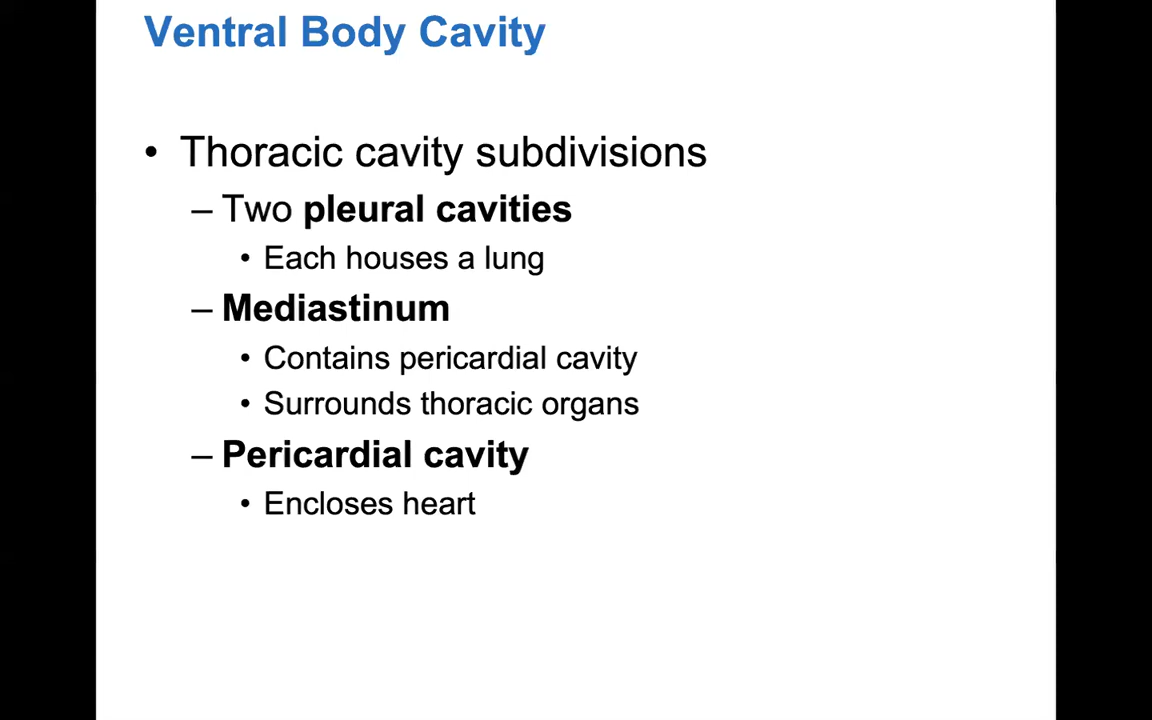 Ventral Body Cavity
• Thoracic cavity subdivisions
– Two pleural cavities
• Each houses a lung
– Mediastinum
• Contains pericardial cavity
• Surrounds thoracic organs
– Pericardial cavity
• Encloses heart